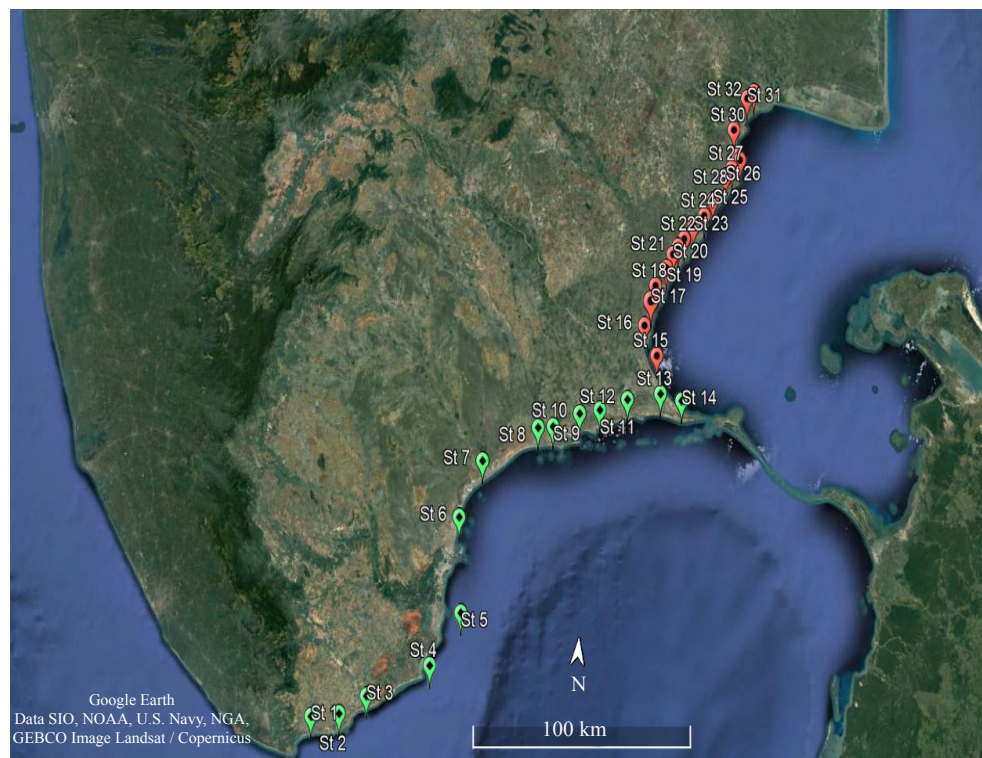 St 32
St 31
St 30
St 27
St 26
St 28
St 25
St 24
St 22
St 23
St 21
St 20
St 18
St 19
St 17
St 16
St 15
St 13
St 14
St 12
St 10
St 11
St 8
St 9
St 7
St 6
St 5
St 4
St 3
St 1
St 2
N
100 km
Google Earth
Data SIO, NOAA, U.S. Navy, NGA,
GEBCO Image Landsat / Copernicus